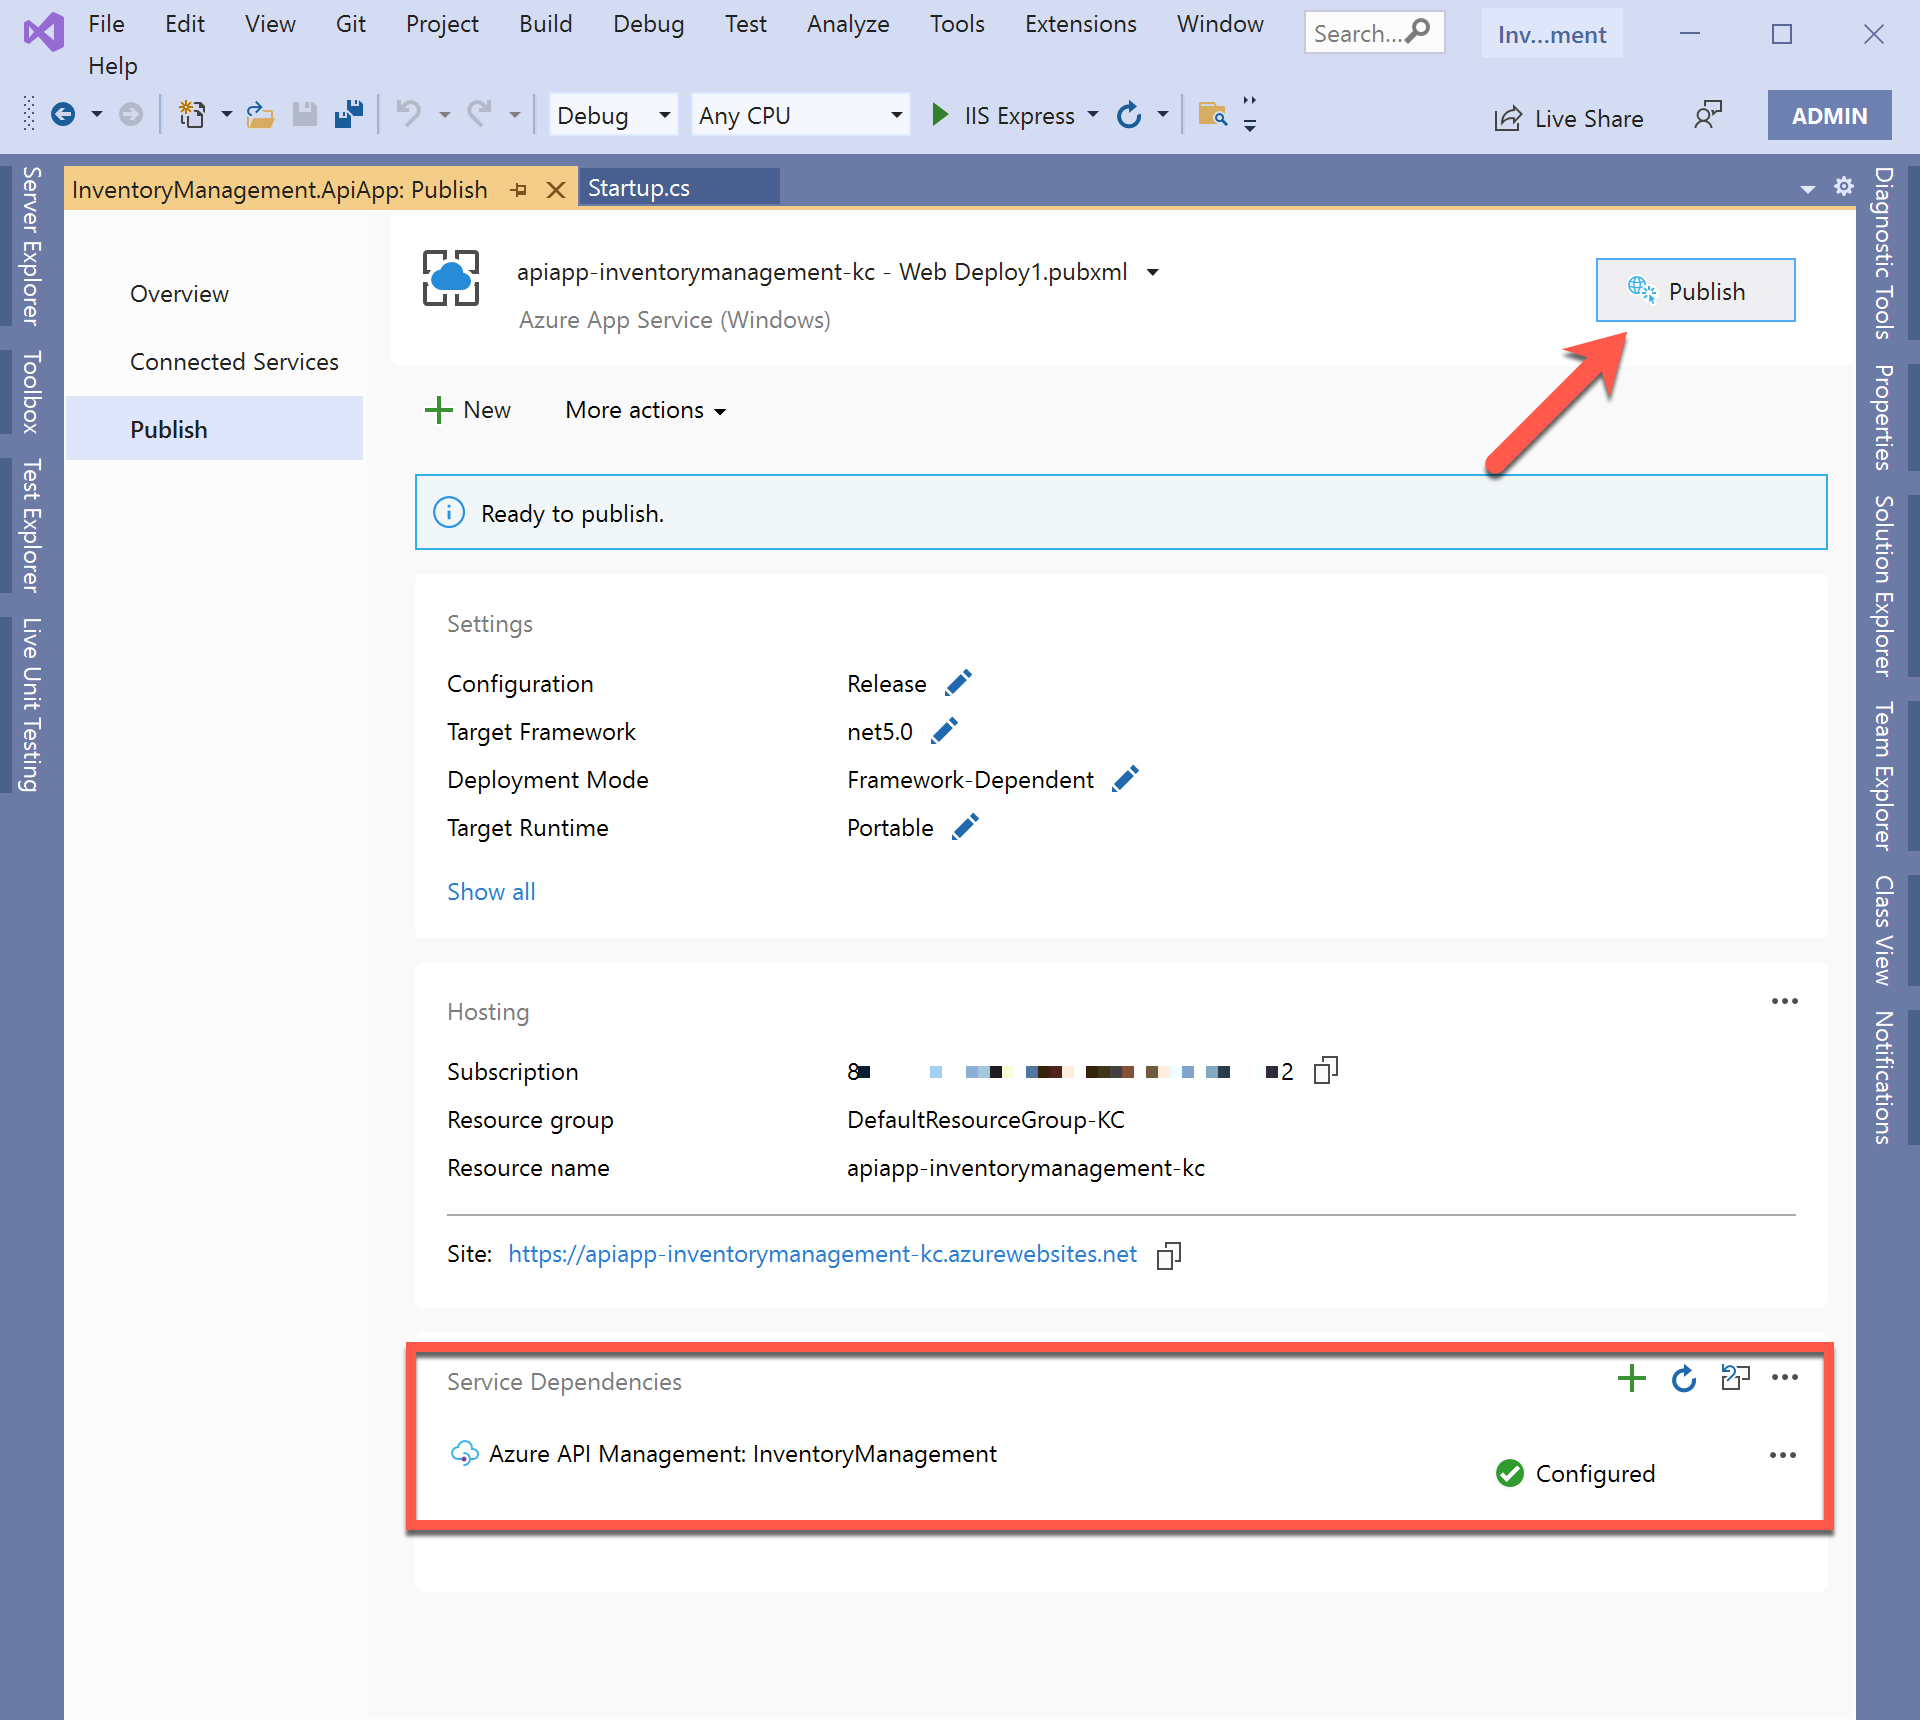 File Edit View Git Project Build Debug Test Analyze Tools Extensions Window Search... Inv...ment
Help
Debug Any CPU IIS Express Live Share ADMIN
InventoryManagement.ApiApp: Publish Startup.cs
Server Explorer
Toolbox
Test Explorer
Live Unit Testing
Overview
Connected Services
Publish
apiapp-inventorymanagement-kc - Web Deploy1.pubxml
Azure App Service (Windows)
Publish
New More actions
Ready to publish.
Settings
Configuration Release
Target Framework net5.0
Deployment Mode Framework-Dependent
Target Runtime Portable
Show all
Hosting
Subscription 8 2
Resource group DefaultResourceGroup-KC
Resource name apiapp-inventorymanagement-kc
Site: https://apiapp-inventorymanagement-kc.azurewebsites.net
Service Dependencies
Azure API Management: InventoryManagement
Configured
Diagnostic Tools
Properties
Solution Explorer
Team Explorer
Class View
Notifications